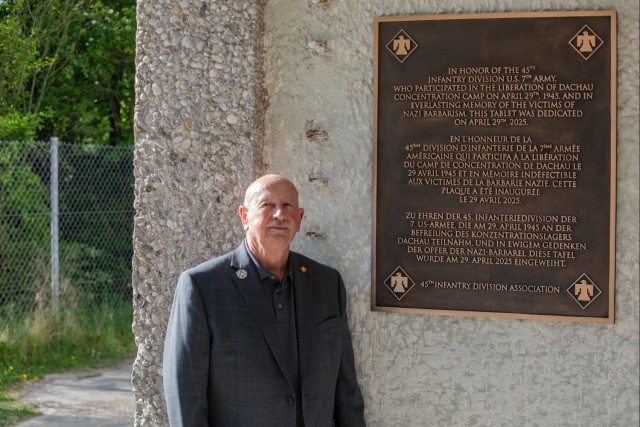 IN HONOR OF THE 45TH
INFANTRY DIVISION U.S. 7TH ARMY,
WHO PARTICIPATED IN THE LIBERATION OF DACHAU
CONCENTRATION CAMP ON APRIL 29TH, 1945, AND IN
EVERLASTING MEMORY OF THE VICTIMS OF
NAZI BARBARISM. THIS TABLET WAS DEDICATED
ON APRIL 29TH, 2025.
EN L'HONNEUR DE LA
45ÈME DIVISION D'INFANTERIE DE LA 7ÈME ARMÉE
AMÉRICAINE QUI PARTICIPA À LA LIBÉRATION
DU CAMP DE CONCENTRATION DE DACHAU LE
29 AVRIL 1945 ET EN MÉMOIRE INDÉFECTIBLE
AUX VICTIMES DE LA BARBARIE NAZIE. CETTE
PLAQUE A ÉTÉ INAUGURÉE
LE 29 AVRIL 2025.
ZU EHREN DER 45. INFANTERIEDIVISION DER
7. US-ARMEE, DIE AM 29. APRIL 1945 AN DER
BEFREIUNG DES KONZENTRATIONSLAGERS
DACHAU TEILNAHM, UND IN EWIGEM GEDENKEN
DER OPFER DER NAZI-BARBAREI. DIESE TAFEL
WURDE AM 29. APRIL 2025 EINGEWEIHT.
45TH INFANTRY DIVISION ASSOCIATION